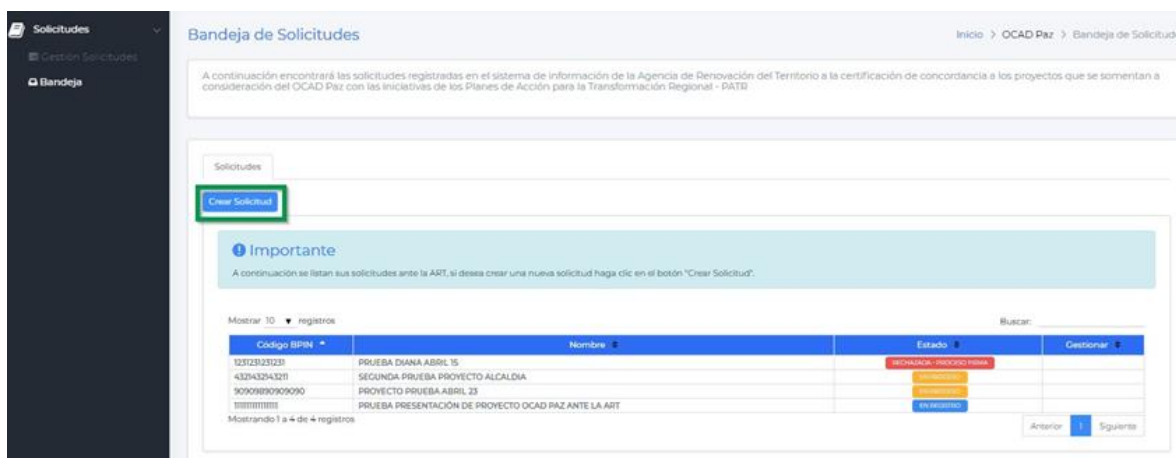 Solicitudes
Bandeja de Solicitudes
Inicio > OCAD Paz > Bandeja de Solicitud
Gestión Solicitudes
Bandeja
A continuación encontrará las solicitudes registradas en el sistema de información de la Agencia de Renovación del Territorio a la certificación de concordancia a los proyectos que se somentan a
consideración del OCAD Paz con las iniciativas de los Planes de Acción para la Transformación Regional - PATR
Solicitudes
Crear Solicitud
Importante
A continuación se listan sus solicitudes ante la ART, si desea crear una nueva solicitud haga clic en el botón "Crear Solicitud".
Mostrar 10 registros
Buscar:
Código BPIN Nombre Estado Gestionar
1231231231231 PRUEBA DIANA ABRIL 15 RECHAZADA - PROCESO FIRMA
4321432143211 SEGUNDA PRUEBA PROYECTO ALCALDIA
90909890909090 PROYECTO PRUEBA ABRIL 23
PRUEBA PRESENTACIÓN DE PROYECTO OCAD PAZ ANTE LA ART EN REGISTRO
Mostrando 1 a 4 de 4 registros
Anterior 1 Siguiente